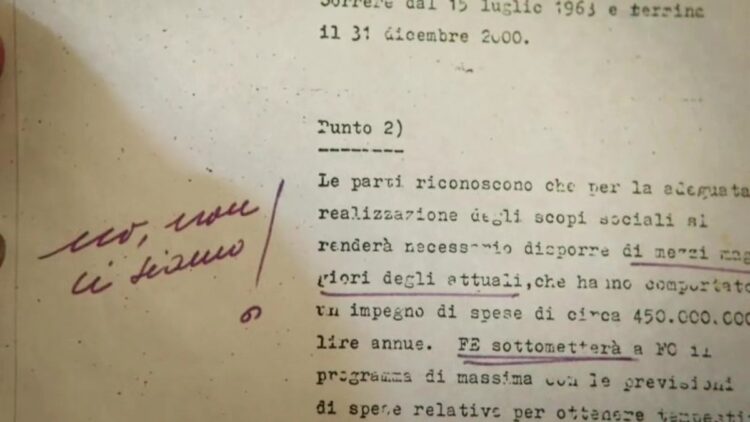 correre dal 15 luglio 1963 e termina
il 31 dicembre 2000.
Punto 2)
no, non
ci siamo!
Le parti riconoscono che per la adeguata
realizzazione degli scopi sociali si
renderà necessario disporre di mezzi mag
giori degli attuali, che hanno comportato
un impegno di spese di circa 450.000.000
lire annue. FE sottometterà a FC il
programma di massima con le previsioni
di spese relative per ottenere tempesti